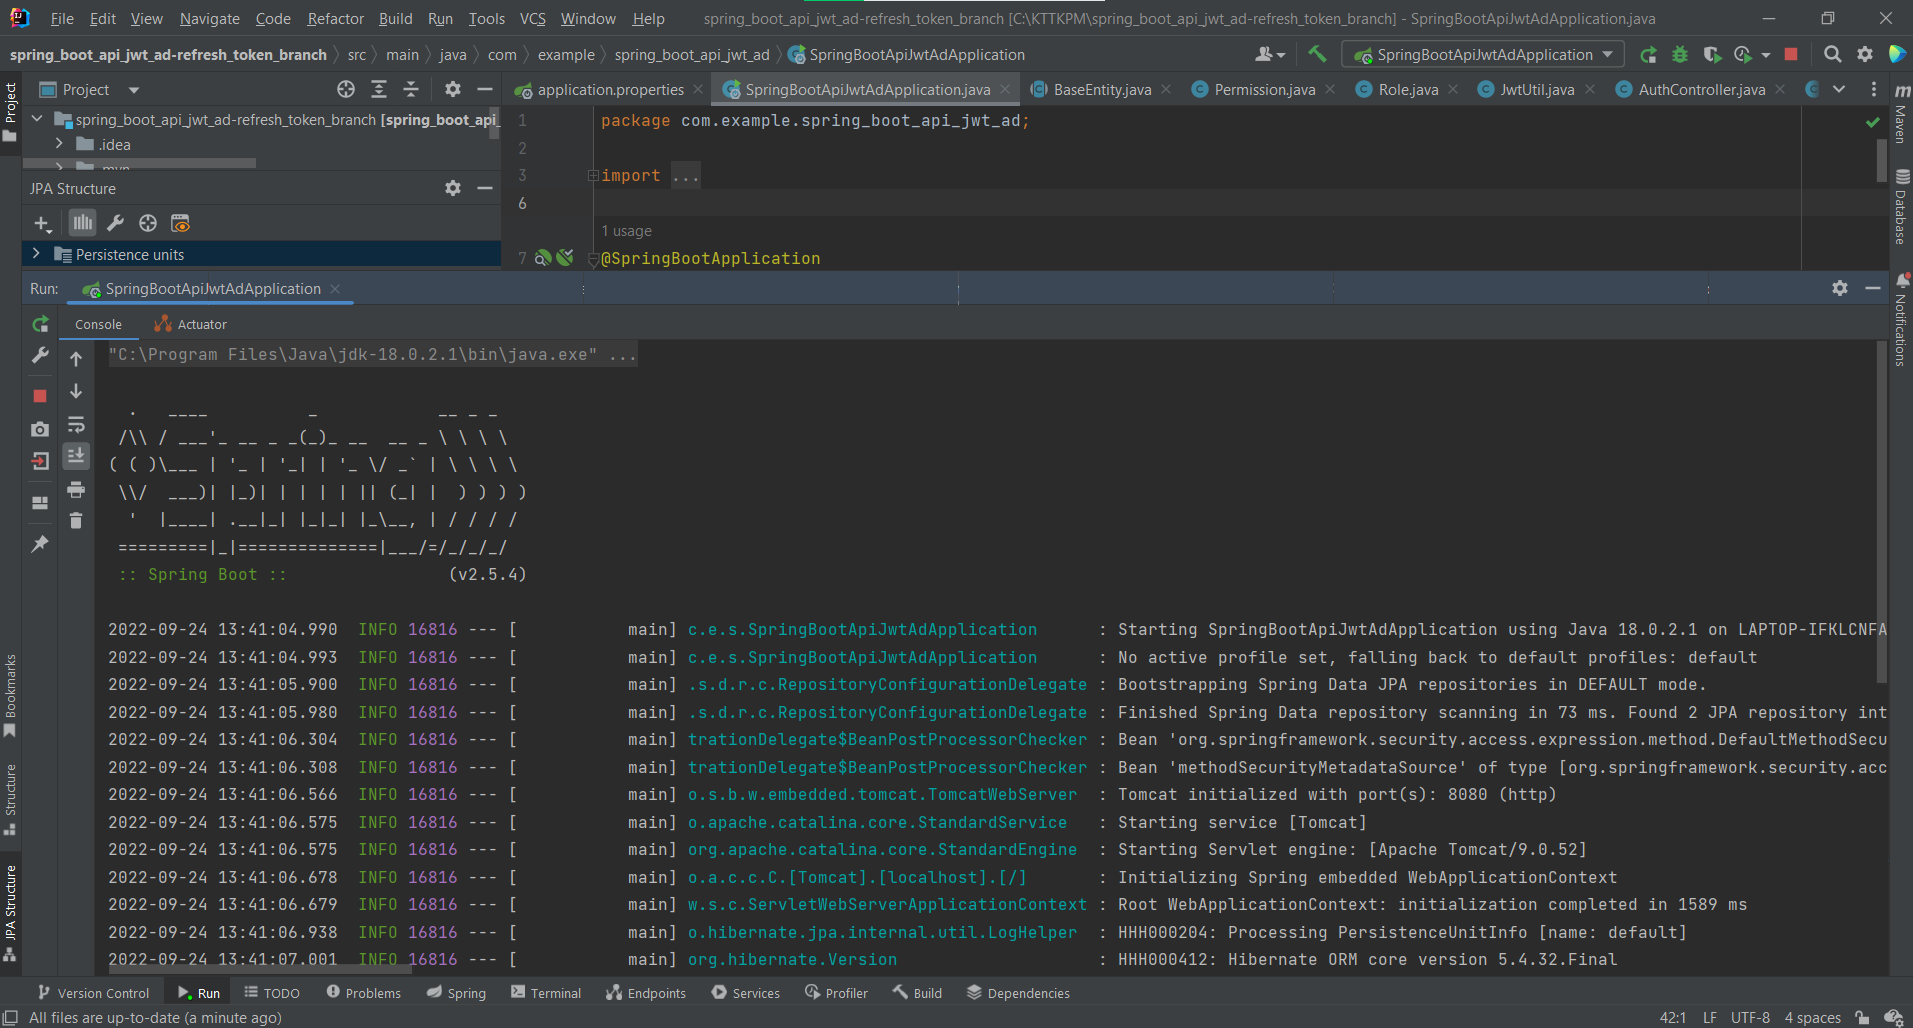 File Edit View Navigate Code Refactor Build Run Tools VCS Window Help spring_boot_api_jwt_ad-refresh_token_branch [C:\KTTKPM\spring_boot_api_jwt_ad-refresh_token_branch] - SpringBootApiJwtAdApplication.java
spring_boot_api_jwt_ad-refresh_token_branch src main java com example spring_boot_api_jwt_ad SpringBootApiJwtAdApplication SpringBootApiJwtAdApplication
Project
Project
application.properties SpringBootApiJwtAdApplication.java BaseEntity.java Permission.java Role.java JwtUtil.java AuthController.java
Maven
Database
Notifications
spring_boot_api_jwt_ad-refresh_token_branch [spring_boot_api_
.idea
JPA Structure
Persistence units
1 package com.example.spring_boot_api_jwt_ad;
2
3 import ...
6
1 usage
7 @SpringBootApplication
Run: SpringBootApiJwtAdApplication
Console Actuator
"C:\Program Files\Java\jdk-18.0.2.1\bin\java.exe" ...
  .   ____          _            __ _ _
 /\\ / ___'_ __ _ _(_)_ __  __ _ \ \ \ \
( ( )\___ | '_ | '_| | '_ \/ _` | \ \ \ \
 \\/  ___)| |_)| | | | | || (_| |  ) ) ) )
  '  |____| .__|_| |_|_| |_\__, | / / / /
 =========|_|==============|___/=/_/_/_/
 :: Spring Boot ::                (v2.5.4)
2022-09-24 13:41:04.990  INFO 16816 --- [           main] c.e.s.SpringBootApiJwtAdApplication      : Starting SpringBootApiJwtAdApplication using Java 18.0.2.1 on LAPTOP-IFKLCNFA
2022-09-24 13:41:04.993  INFO 16816 --- [           main] c.e.s.SpringBootApiJwtAdApplication      : No active profile set, falling back to default profiles: default
2022-09-24 13:41:05.900  INFO 16816 --- [           main] .s.d.r.c.RepositoryConfigurationDelegate : Bootstrapping Spring Data JPA repositories in DEFAULT mode.
2022-09-24 13:41:05.980  INFO 16816 --- [           main] .s.d.r.c.RepositoryConfigurationDelegate : Finished Spring Data repository scanning in 73 ms. Found 2 JPA repository int
2022-09-24 13:41:06.304  INFO 16816 --- [           main] trationDelegate$BeanPostProcessorChecker : Bean 'org.springframework.security.access.expression.method.DefaultMethodSecu
2022-09-24 13:41:06.308  INFO 16816 --- [           main] trationDelegate$BeanPostProcessorChecker : Bean 'methodSecurityMetadataSource' of type [org.springframework.security.acc
2022-09-24 13:41:06.566  INFO 16816 --- [           main] o.s.b.w.embedded.tomcat.TomcatWebServer  : Tomcat initialized with port(s): 8080 (http)
2022-09-24 13:41:06.575  INFO 16816 --- [           main] o.apache.catalina.core.StandardService   : Starting service [Tomcat]
2022-09-24 13:41:06.575  INFO 16816 --- [           main] org.apache.catalina.core.StandardEngine  : Starting Servlet engine: [Apache Tomcat/9.0.52]
2022-09-24 13:41:06.678  INFO 16816 --- [           main] o.a.c.c.C.[Tomcat].[localhost].[/]       : Initializing Spring embedded WebApplicationContext
2022-09-24 13:41:06.679  INFO 16816 --- [           main] w.s.c.ServletWebServerApplicationContext : Root WebApplicationContext: initialization completed in 1589 ms
2022-09-24 13:41:06.938  INFO 16816 --- [           main] o.hibernate.jpa.internal.util.LogHelper  : HHH000204: Processing PersistenceUnitInfo [name: default]
2022-09-24 13:41:07.001  INFO 16816 --- [           main] org.hibernate.Version                    : HHH000412: Hibernate ORM core version 5.4.32.Final
Bookmarks
Structure
JPA Structure
Version Control Run TODO Problems Spring Terminal Endpoints Services Profiler Build Dependencies
All files are up-to-date (a minute ago) 42:1 LF UTF-8 4 spaces